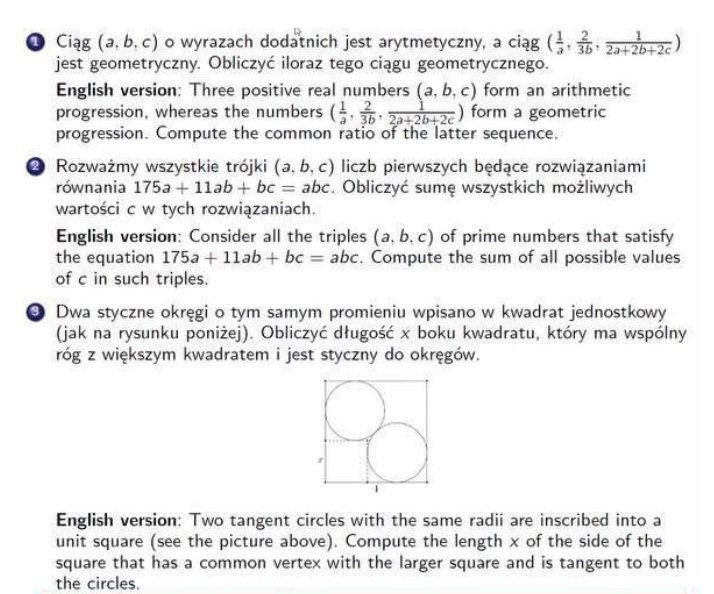 1 Ciąg (a, b, c) o wyrazach dodatnich jest arytmetyczny, a ciąg (1/a, 2/3b, 1/2a+2b+2c)
jest geometryczny. Obliczyć iloraz tego ciągu geometrycznego.
English version: Three positive real numbers (a, b, c) form an arithmetic
progression, whereas the numbers (1/a, 2/3b, 1/2a+2b+2c) form a geometric
progression. Compute the common ratio of the latter sequence.
2 Rozważmy wszystkie trójki (a, b, c) liczb pierwszych będące rozwiązaniami
równania 175a + 11ab + bc = abc. Obliczyć sumę wszystkich możliwych
wartości c w tych rozwiązaniach.
English version: Consider all the triples (a, b, c) of prime numbers that satisfy
the equation 175a + 11ab + bc = abc. Compute the sum of all possible values
of c in such triples.
3 Dwa styczne okręgi o tym samym promieniu wpisano w kwadrat jednostkowy
(jak na rysunku poniżej). Obliczyć długość x boku kwadratu, który ma wspólny
róg z większym kwadratem i jest styczny do okręgów.
x
1
English version: Two tangent circles with the same radii are inscribed into a
unit square (see the picture above). Compute the length x of the side of the
square that has a common vertex with the larger square and is tangent to both
the circles.